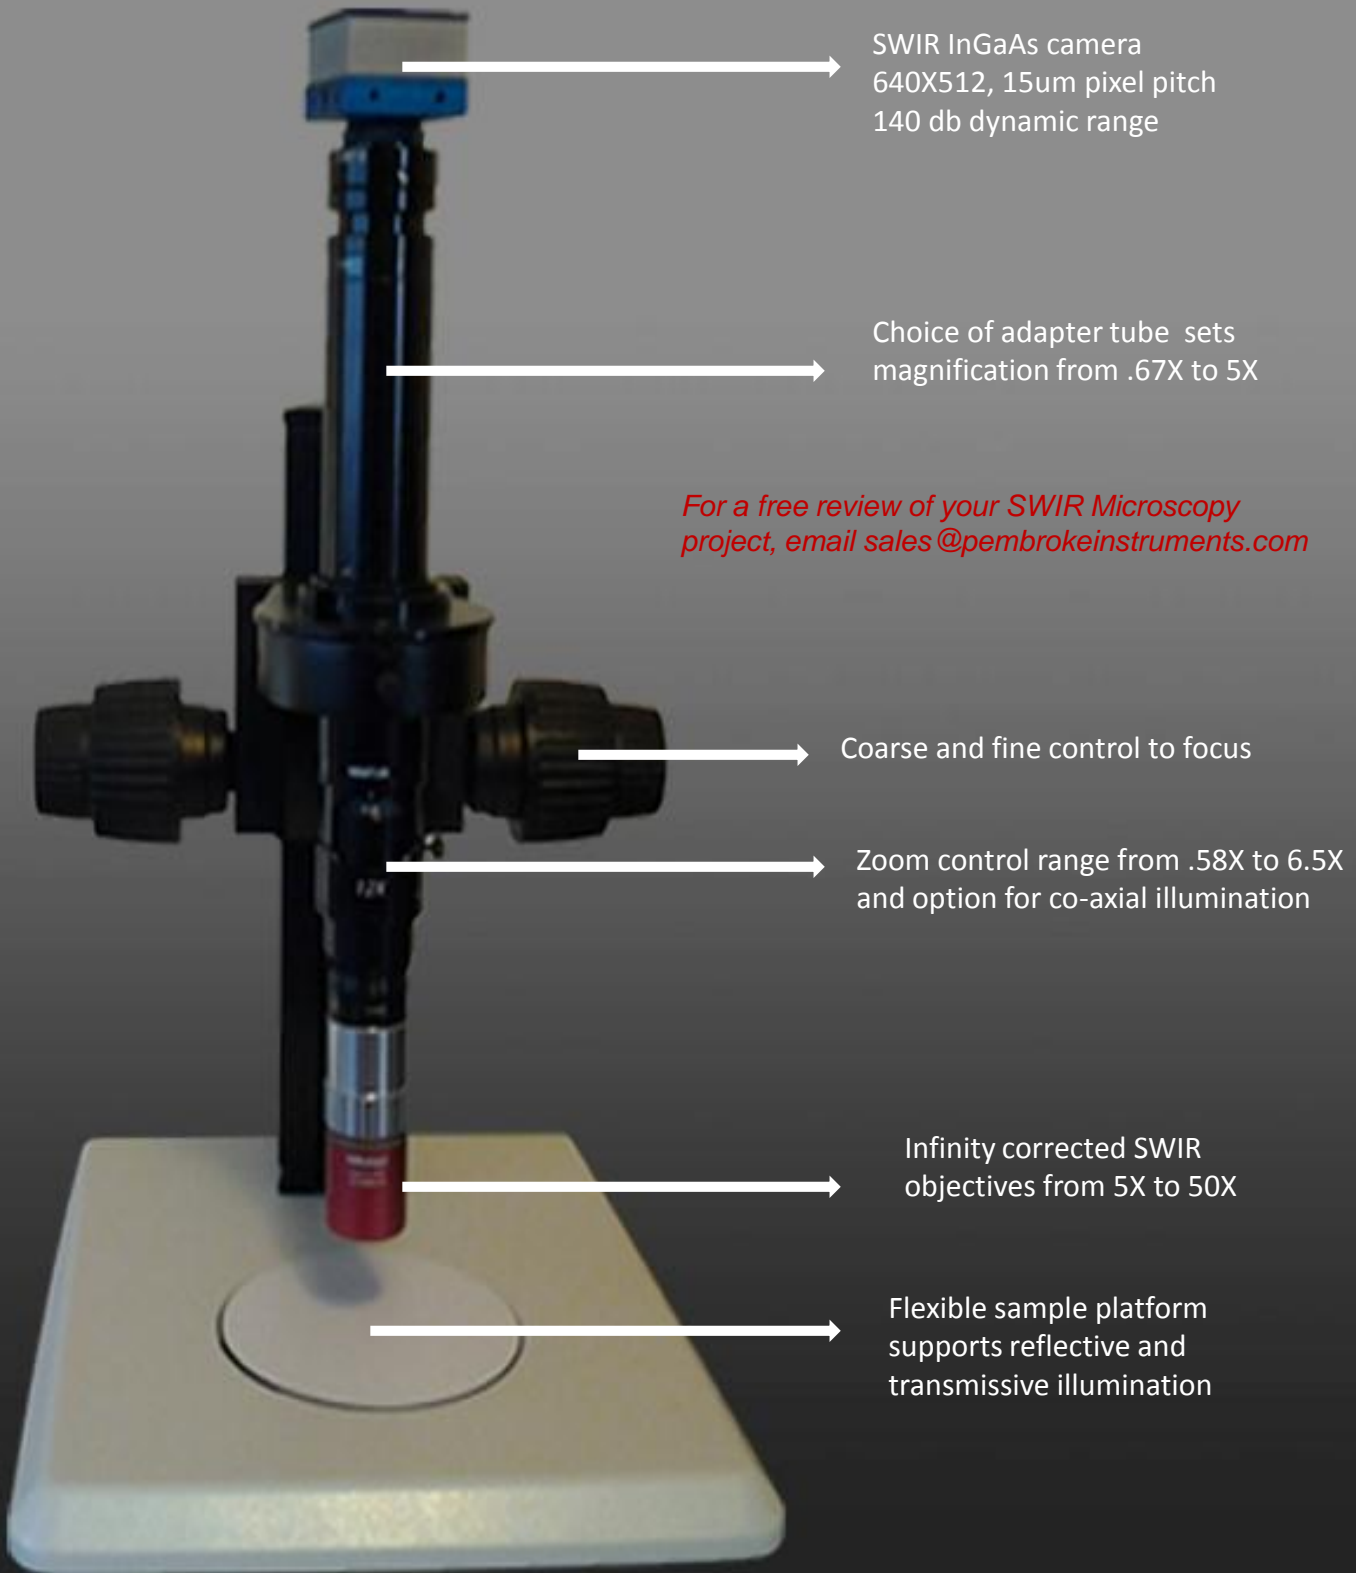 SWIR InGaAs camera
640X512, 15um pixel pitch
140 db dynamic range
Choice of adapter tube sets
magnification from .67X to 5X
For a free review of your SWIR Microscopy
project, email sales@pembrokeinstruments.com
Coarse and fine control to focus
Zoom control range from .58X to 6.5X
and option for co-axial illumination
12X
Infinity corrected SWIR
objectives from 5X to 50X
Flexible sample platform
supports reflective and
transmissive illumination